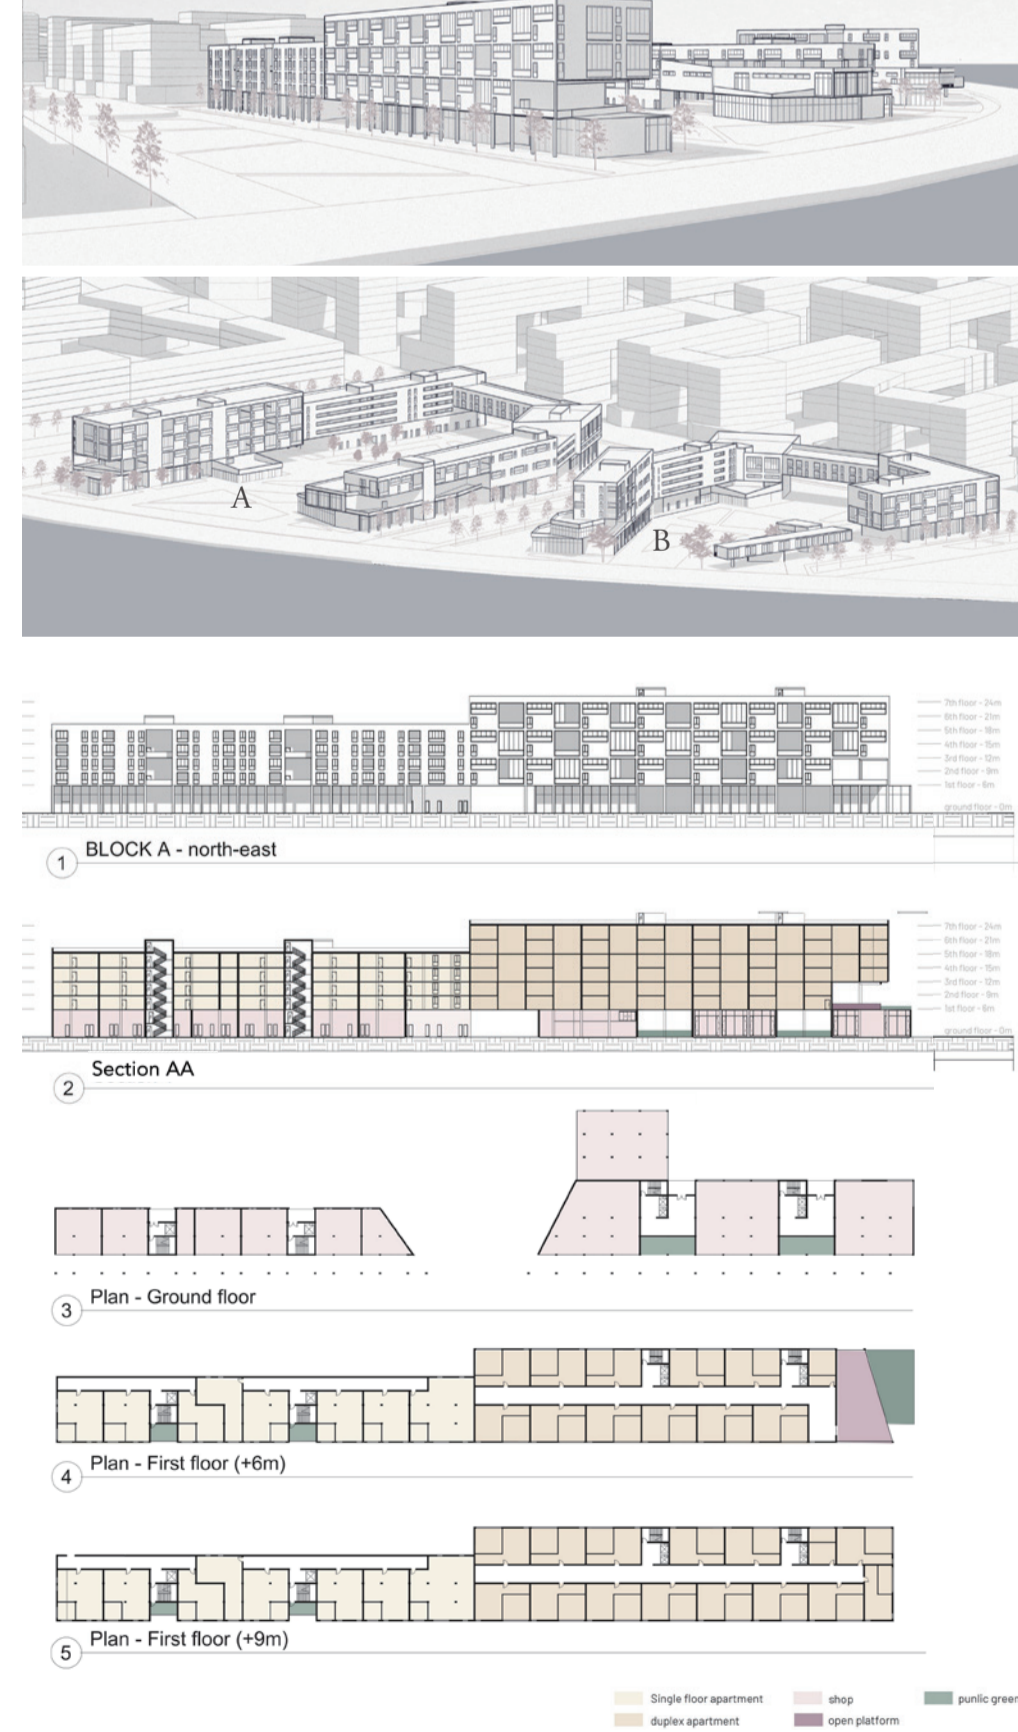 A
B
7th floor - 24m
6th floor - 21m
5th floor - 18m
4th floor - 15m
3rd floor - 12m
2nd floor - 9m
1st floor - 6m
ground floor - 0m
1 BLOCK A - north-east
7th floor - 24m
6th floor - 21m
5th floor - 18m
4th floor - 15m
3rd floor - 12m
2nd floor - 9m
1st floor - 6m
ground floor - 0m
2 Section AA
3 Plan - Ground floor
4 Plan - First floor (+6m)
5 Plan - First floor (+9m)
Single floor apartment
shop
punlic green
duplex apartment
open platform